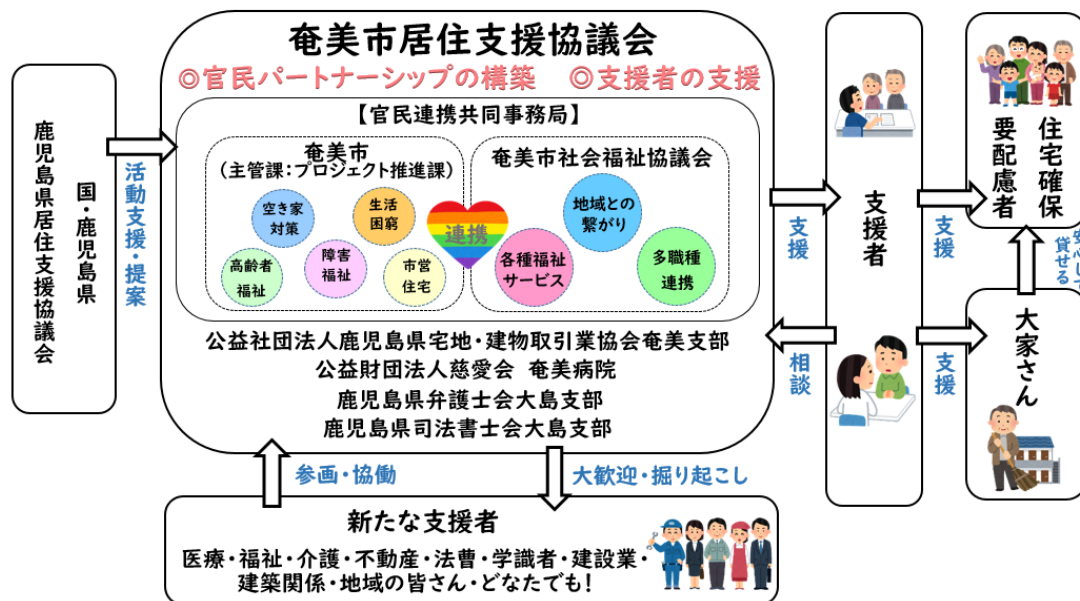 奄美市居住支援協議会
◎官民パートナーシップの構築 ◎支援者の支援
【官民連携共同事務局】
奄美市
(主管課:プロジェクト推進課)
空き家
対策
生活
困窮
高齢者
福祉
障害
福祉
市営
住宅
連携
奄美市社会福祉協議会
地域との
繋がり
各種福祉
サービス
多職種
連携
公益社団法人鹿児島県宅地・建物取引業協会奄美支部
公益財団法人慈愛会 奄美病院
鹿児島県弁護士会大島支部
鹿児島県司法書士会大島支部
国・鹿児島県
鹿児島県居住支援協議会
活動支援・提案
参画・協働
大歓迎・掘り起こし
新たな支援者
医療・福祉・介護・不動産・法曹・学識者・建設業・
建築関係・地域の皆さん・どなたでも!
支援
相談
支援者
支援
支援
住宅確保
要配慮者
安心して
貸せる
大家さん